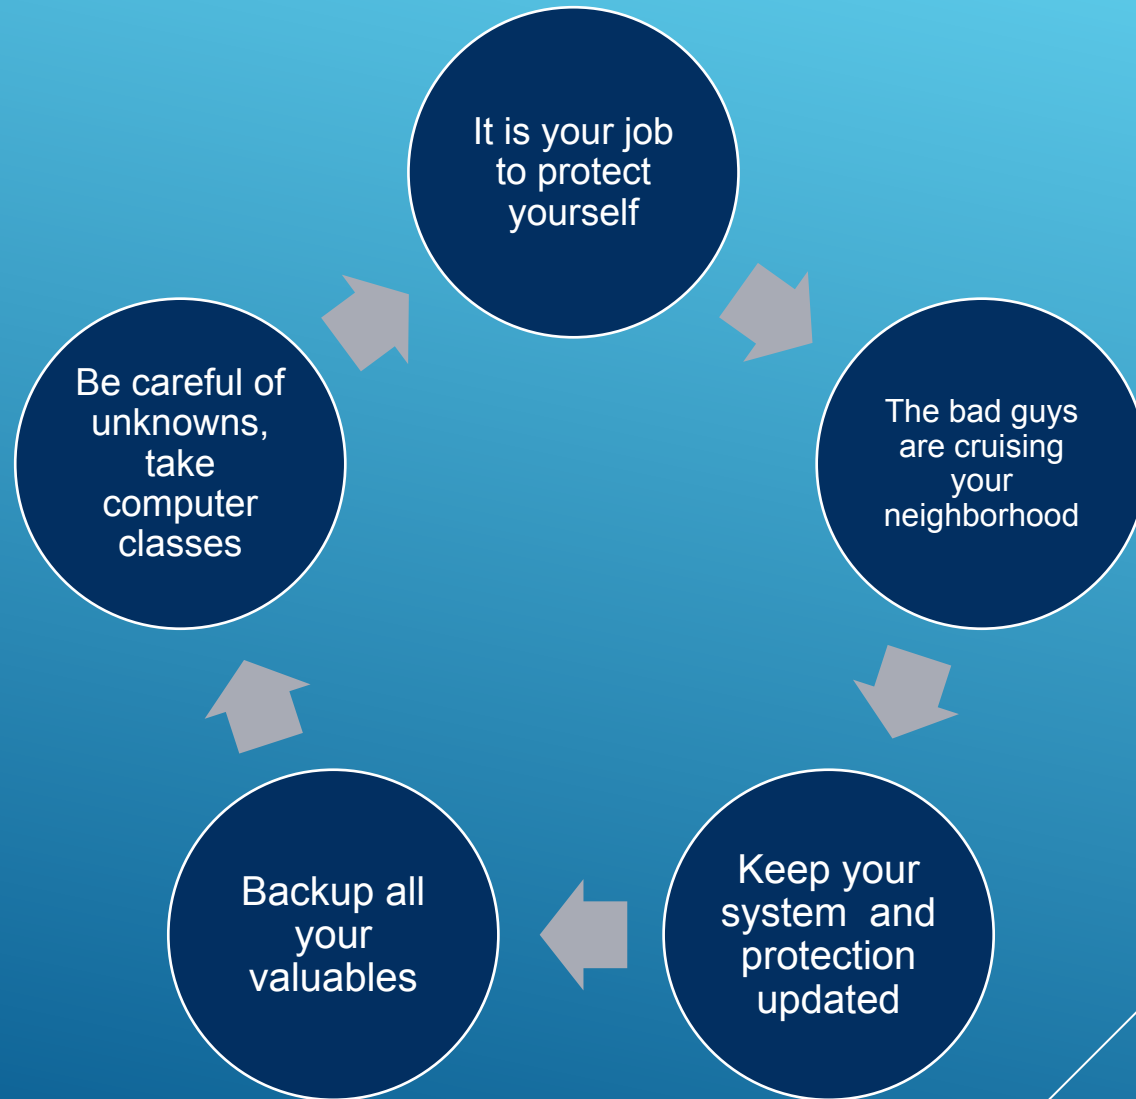 It is your job
to protect
yourself
The bad guys
are cruising
your
neighborhood
Keep your
system  and
protection
updated
Backup all
your
valuables
Be careful of
unknowns,
take
computer
classes